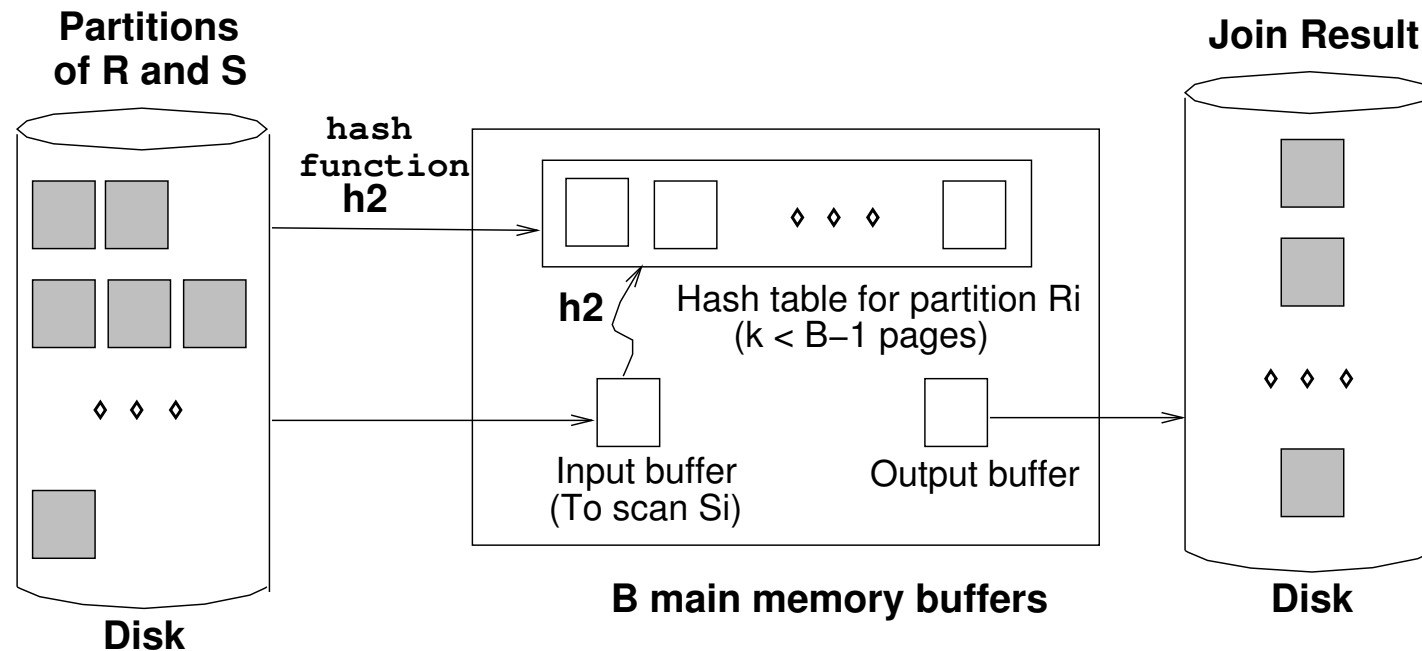 Partitions
of R and S
hash
function
h2
Join Result
h2
Hash table for partition Ri
(k < B−1 pages)
Input buffer
(To scan Si)
Output buffer
B main memory buffers
Disk
Disk